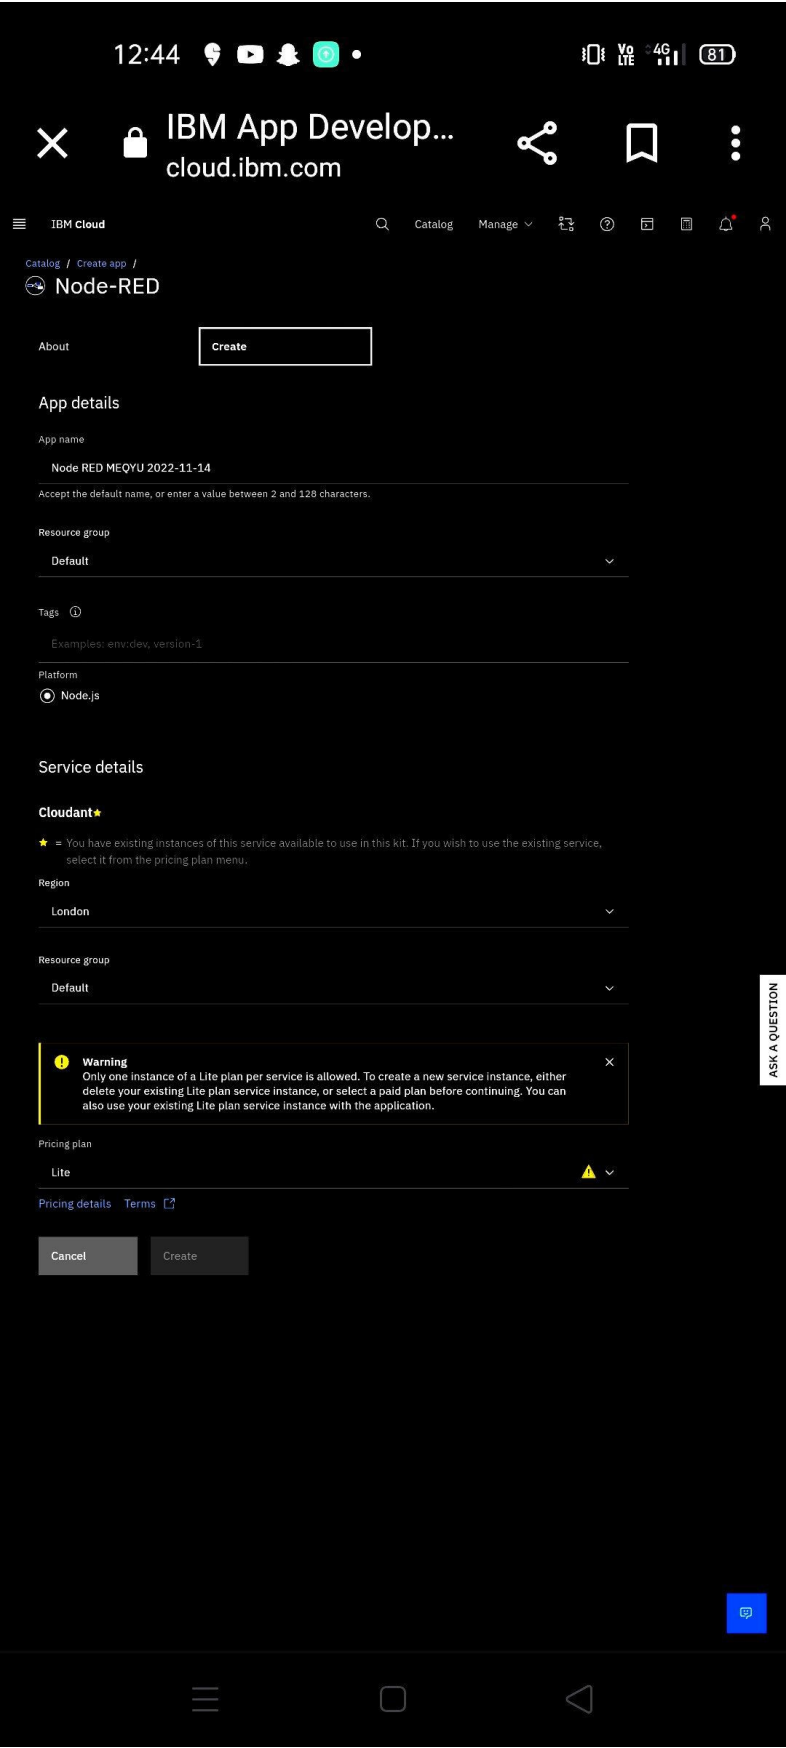 12:44
Vo LTE 4G 81
IBM App Develop...
cloud.ibm.com
IBM Cloud Catalog Manage
Catalog / Create app /
Node-RED
About Create
App details
App name
Node RED MEQYU 2022-11-14
Accept the default name, or enter a value between 2 and 128 characters.
Resource group
Default
Tags
Examples: env:dev, version-1
Platform
Node.js
Service details
Cloudant
= You have existing instances of this service available to use in this kit. If you wish to use the existing service,
select it from the pricing plan menu.
Region
London
Resource group
Default
ASK A QUESTION
Warning
Only one instance of a Lite plan per service is allowed. To create a new service instance, either
delete your existing Lite plan service instance, or select a paid plan before continuing. You can
also use your existing Lite plan service instance with the application.
Pricing plan
Lite
Pricing details Terms
Cancel Create